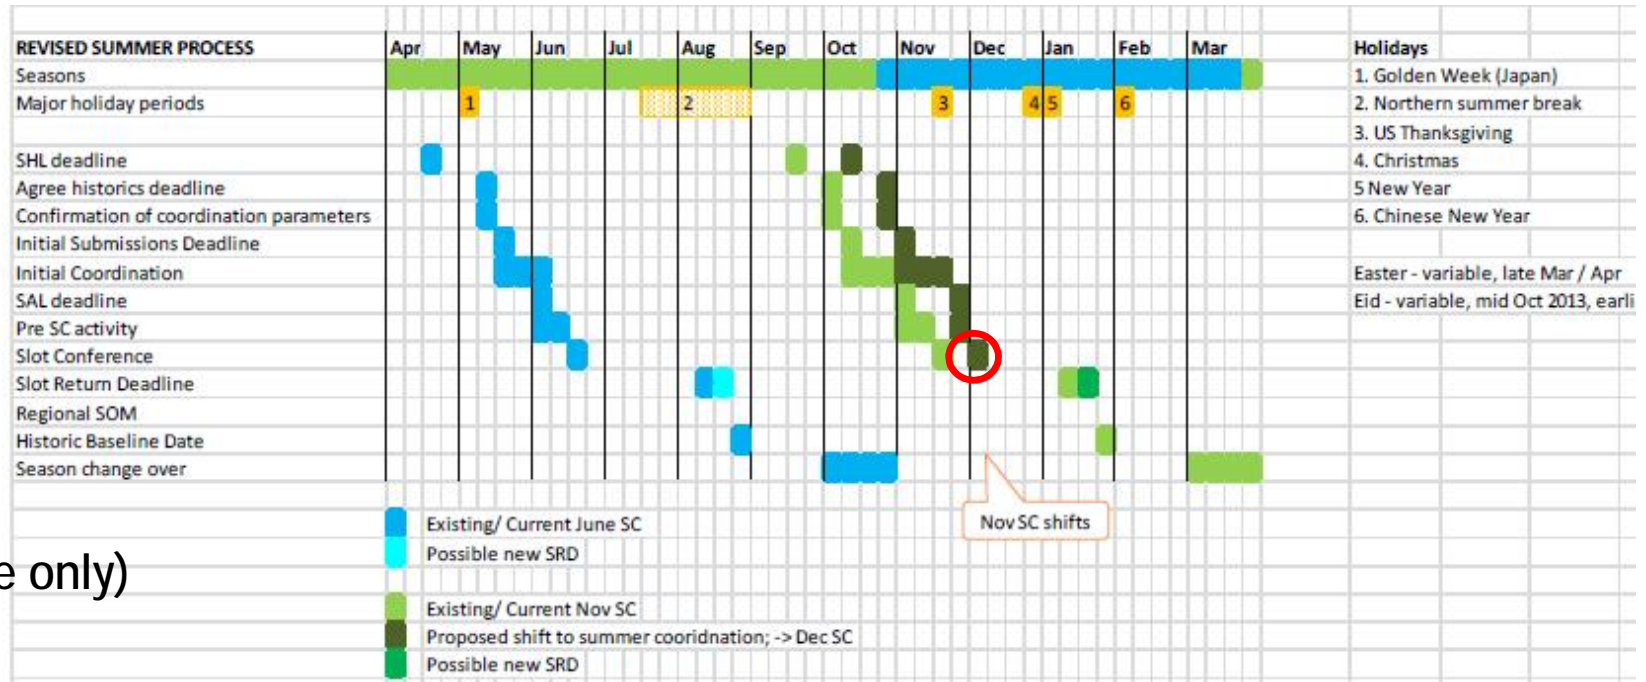 REVISED SUMMER PROCESS Apr May Jun Jul Aug Sep Oct Nov Dec Jan Feb Mar Holidays
Seasons 1. Golden Week (Japan)
Major holiday periods 1 2 3 4 5 6 2. Northern summer break
3. US Thanksgiving
SHL deadline 4. Christmas
Agree historics deadline 5 New Year
Confirmation of coordination parameters 6. Chinese New Year
Initial Submissions Deadline
Initial Coordination Easter - variable, late Mar / Apr
SAL deadline Eid - variable, mid Oct 2013, earli
Pre SC activity
Slot Conference
Slot Return Deadline
Regional SOM
Historic Baseline Date
Season change over
Nov SC shifts
Existing/ Current June SC
Possible new SRD
e only)
Existing/ Current Nov SC
Proposed shift to summer cooridnation; -> Dec SC
Possible new SRD